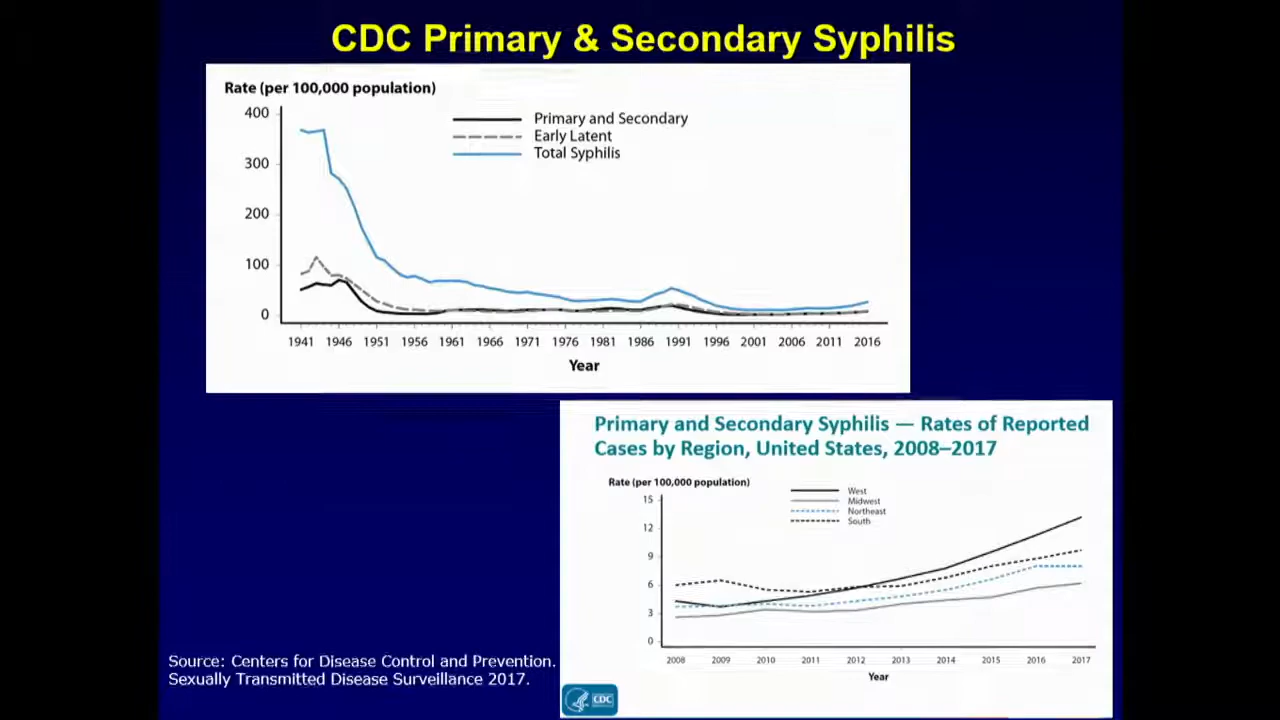 CDC Primary & Secondary Syphilis
Rate (per 100,000 population)
400
300
200
100
0
Primary and Secondary
Early Latent
Total Syphilis
1941 1946 1951 1956 1961 1966 1971 1976 1981 1986 1991 1996 2001 2006 2011 2016
Year
Primary and Secondary Syphilis — Rates of Reported
Cases by Region, United States, 2008–2017
Rate (per 100,000 population)
15
12
9
6
3
0
West
Midwest
Northeast
South
2008 2009 2010 2011 2012 2013 2014 2015 2016 2017
Year
Source: Centers for Disease Control and Prevention.
Sexually Transmitted Disease Surveillance 2017.
CDC